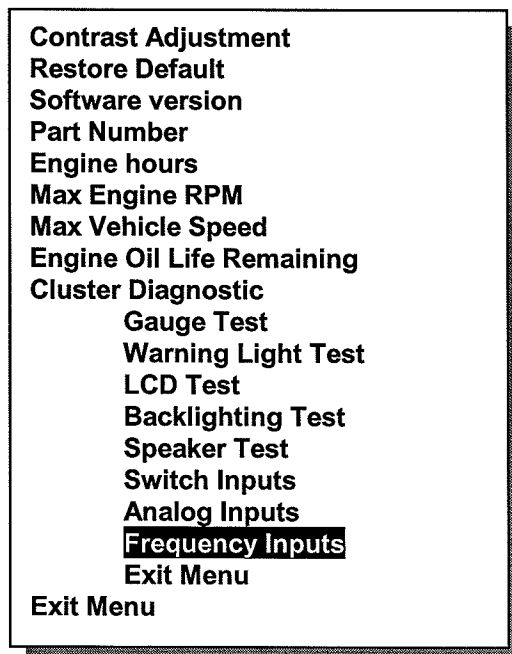 Contrast Adjustment
Restore Default
Software version
Part Number
Engine hours
Max Engine RPM
Max Vehicle Speed
Engine Oil Life Remaining
Cluster Diagnostic
Gauge Test
Warning Light Test
LCD Test
Backlighting Test
Speaker Test
Switch Inputs
Analog Inputs
Frequency Inputs
Exit Menu
Exit Menu